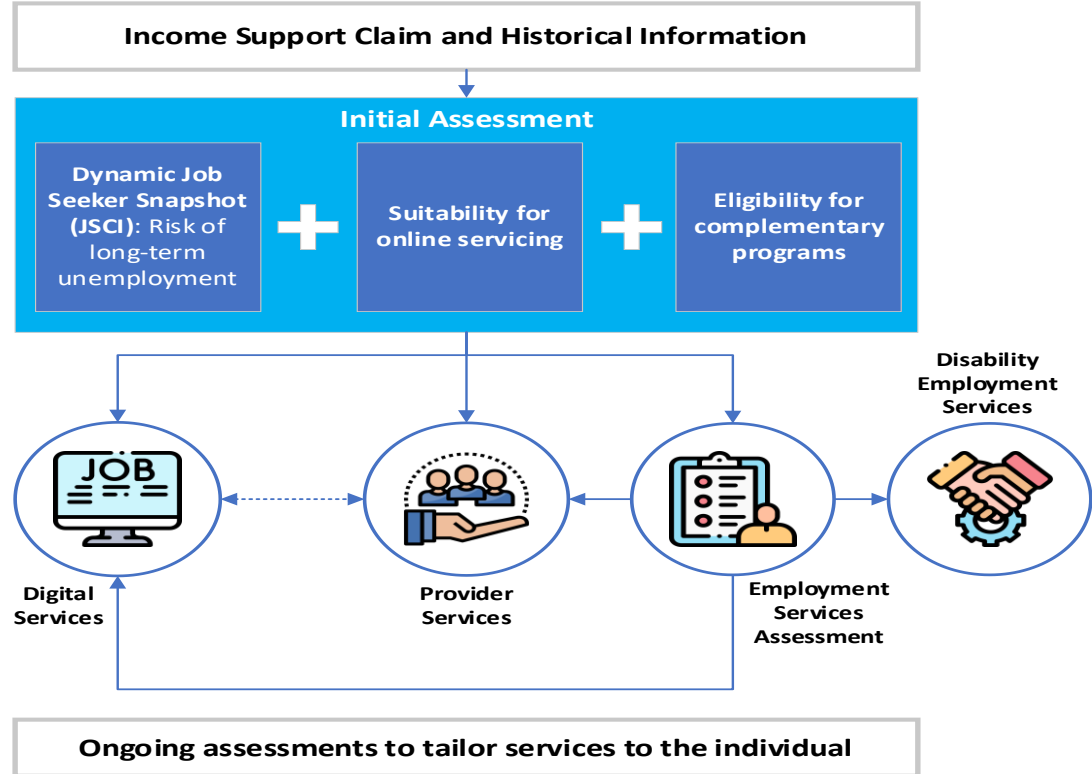 Income Support Claim and Historical Information
Initial Assessment
Dynamic Job
Seeker Snapshot
(JSCI): Risk of
long-term
unemployment
Suitability for
online servicing
Eligibility for
complementary
programs
Disability
Employment
Services
JOB
Digital
Services
Provider
Services
Employment
Services
Assessment
Ongoing assessments to tailor services to the individual